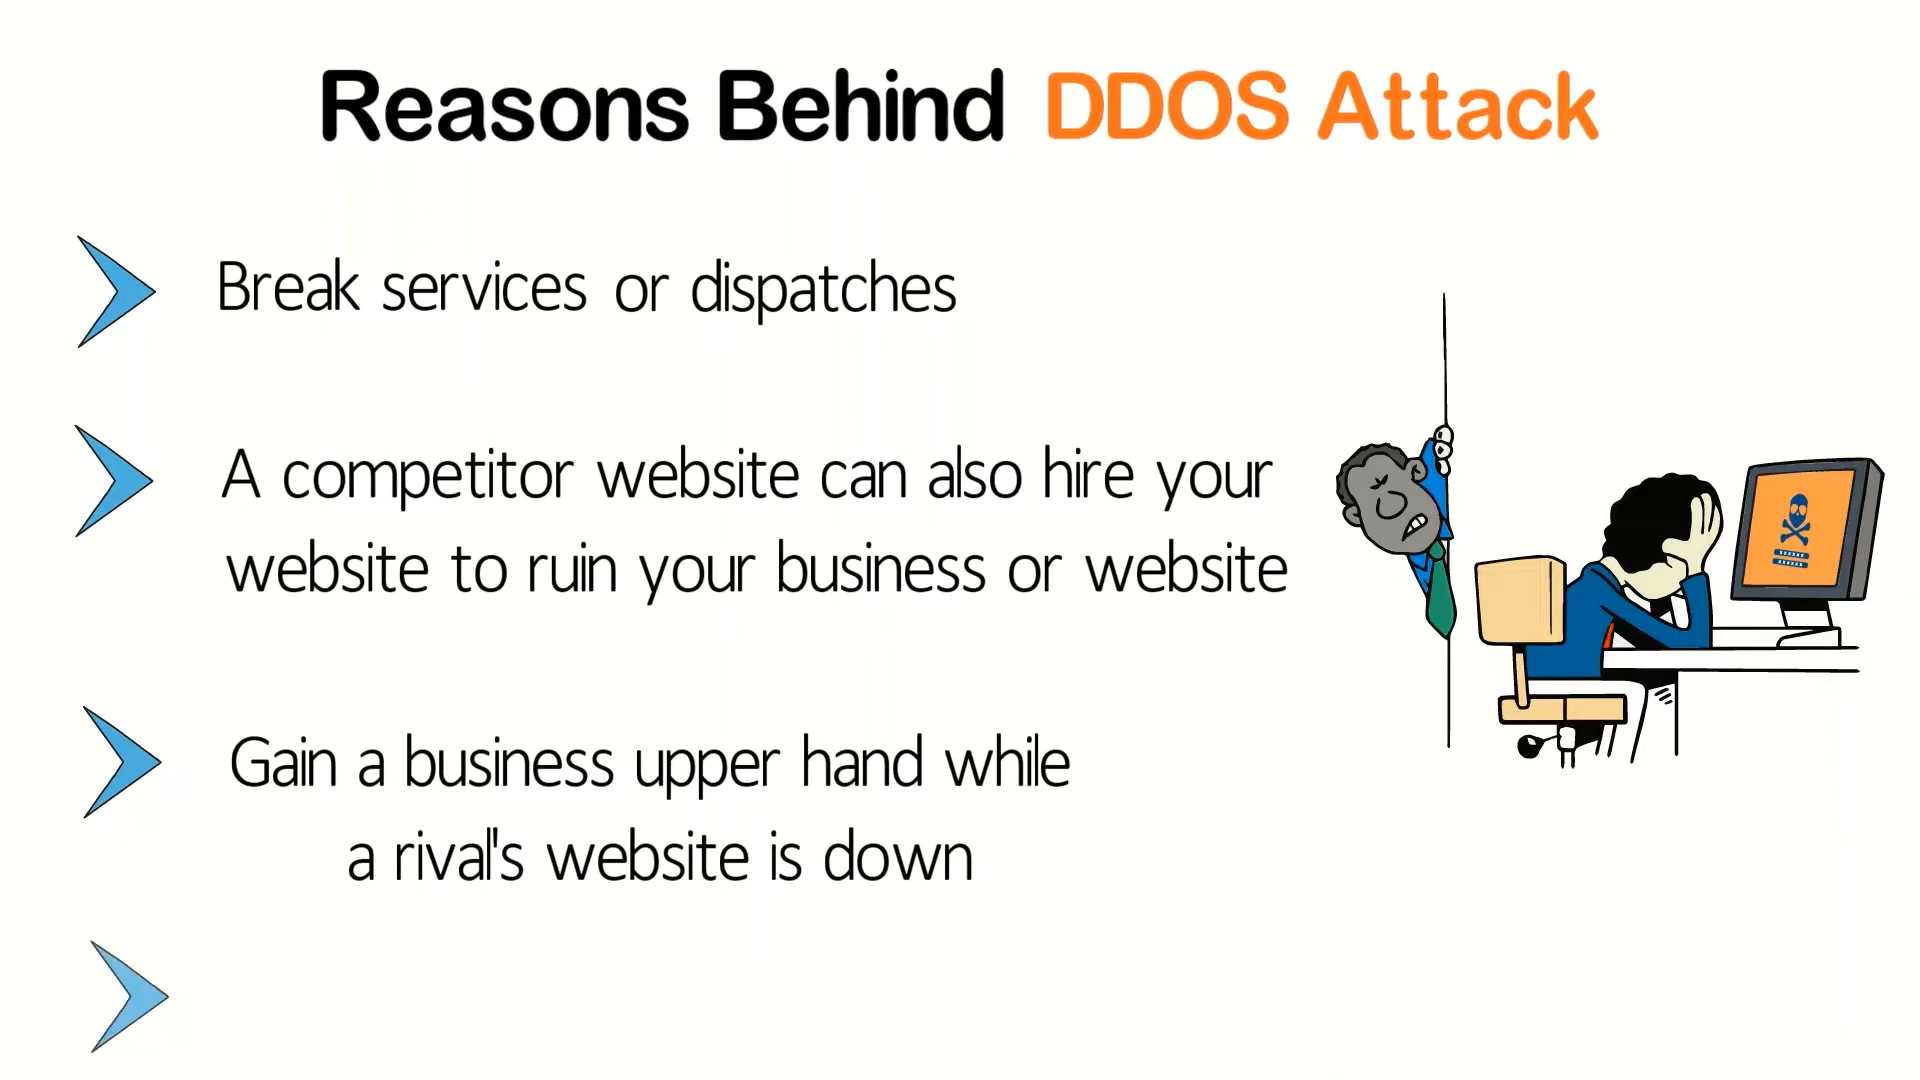 Reasons Behind DDOS Attack
Break services or dispatches
A competitor website can also hire your
website to ruin your business or website
Gain a business upper hand while
a rival's website is down